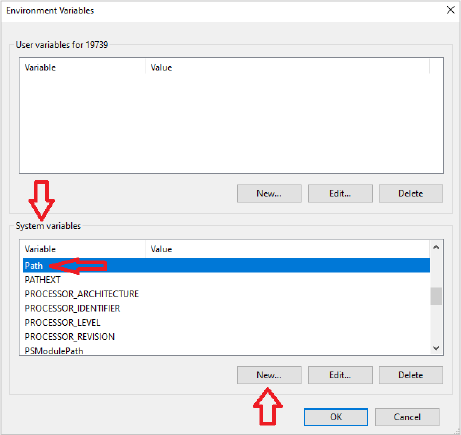 Environment Variables
User variables for 19739
Variable Value
New... Edit... Delete
System variables
Variable Value
Path
PATHEXT
PROCESSOR_ARCHITECTURE
PROCESSOR_IDENTIFIER
PROCESSOR_LEVEL
PROCESSOR_REVISION
PSModulePath
New... Edit... Delete
OK Cancel